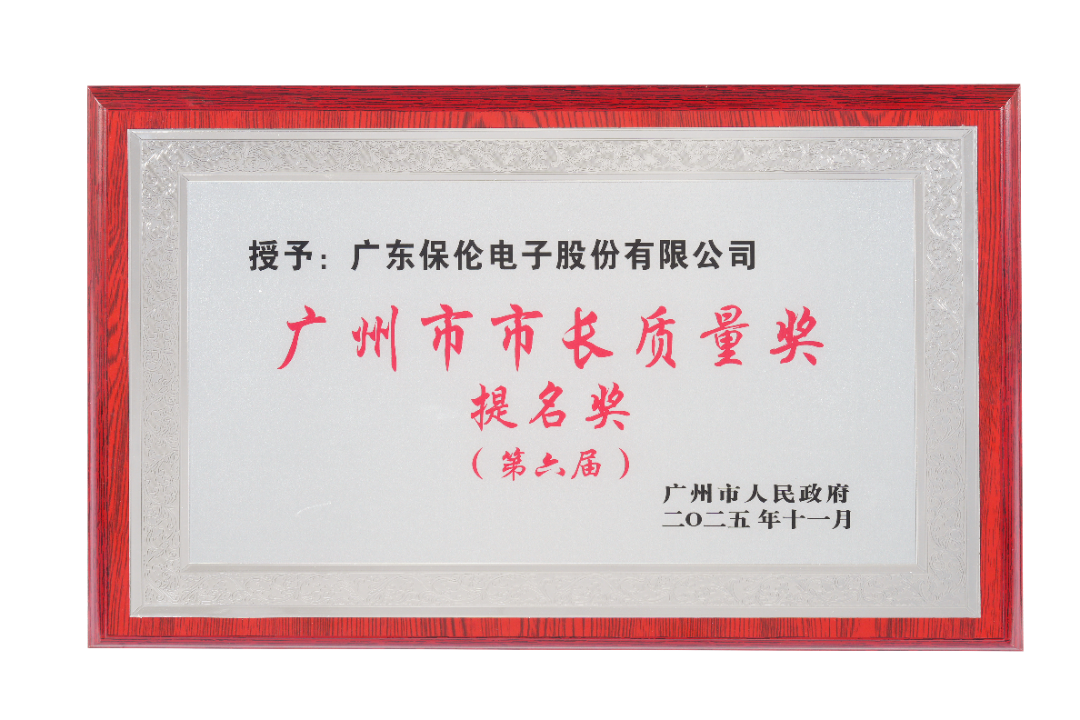 授予：广东保伦电子股份有限公司
广州市市长质量奖
提名奖
（第六届）
广州市人民政府
二〇二五年十一月